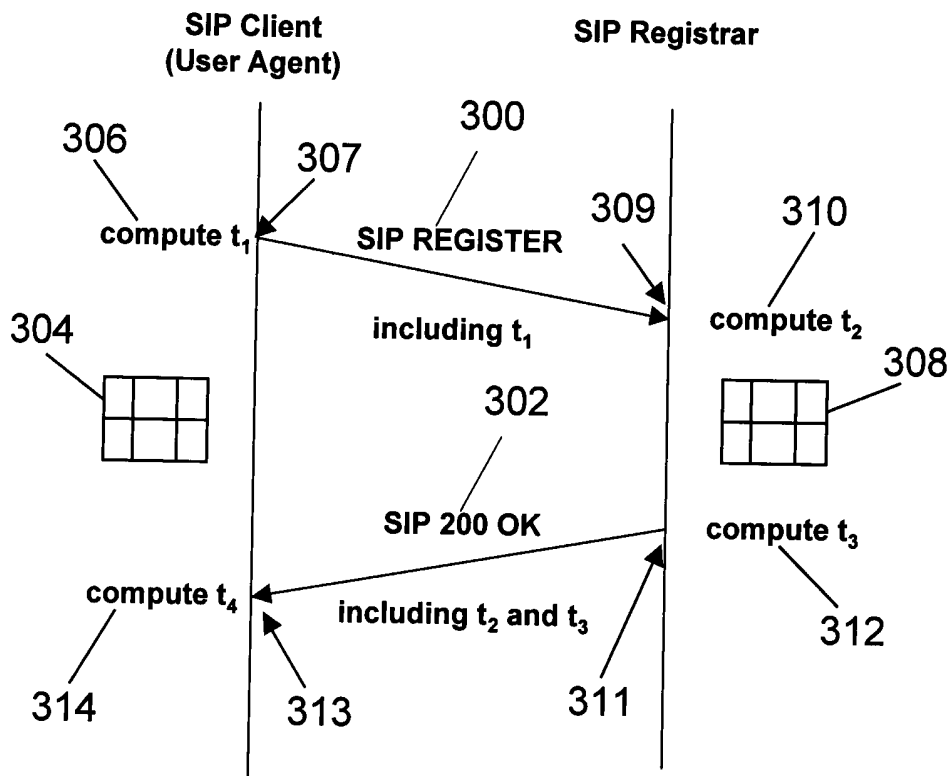 SIP Client
(User Agent)
SIP Registrar
300
306
307
309
310
compute t₁
SIP REGISTER
including t₁
compute t₂
304
308
302
SIP 200 OK
compute t₃
compute t₄
including t₂ and t₃
312
314
313
311